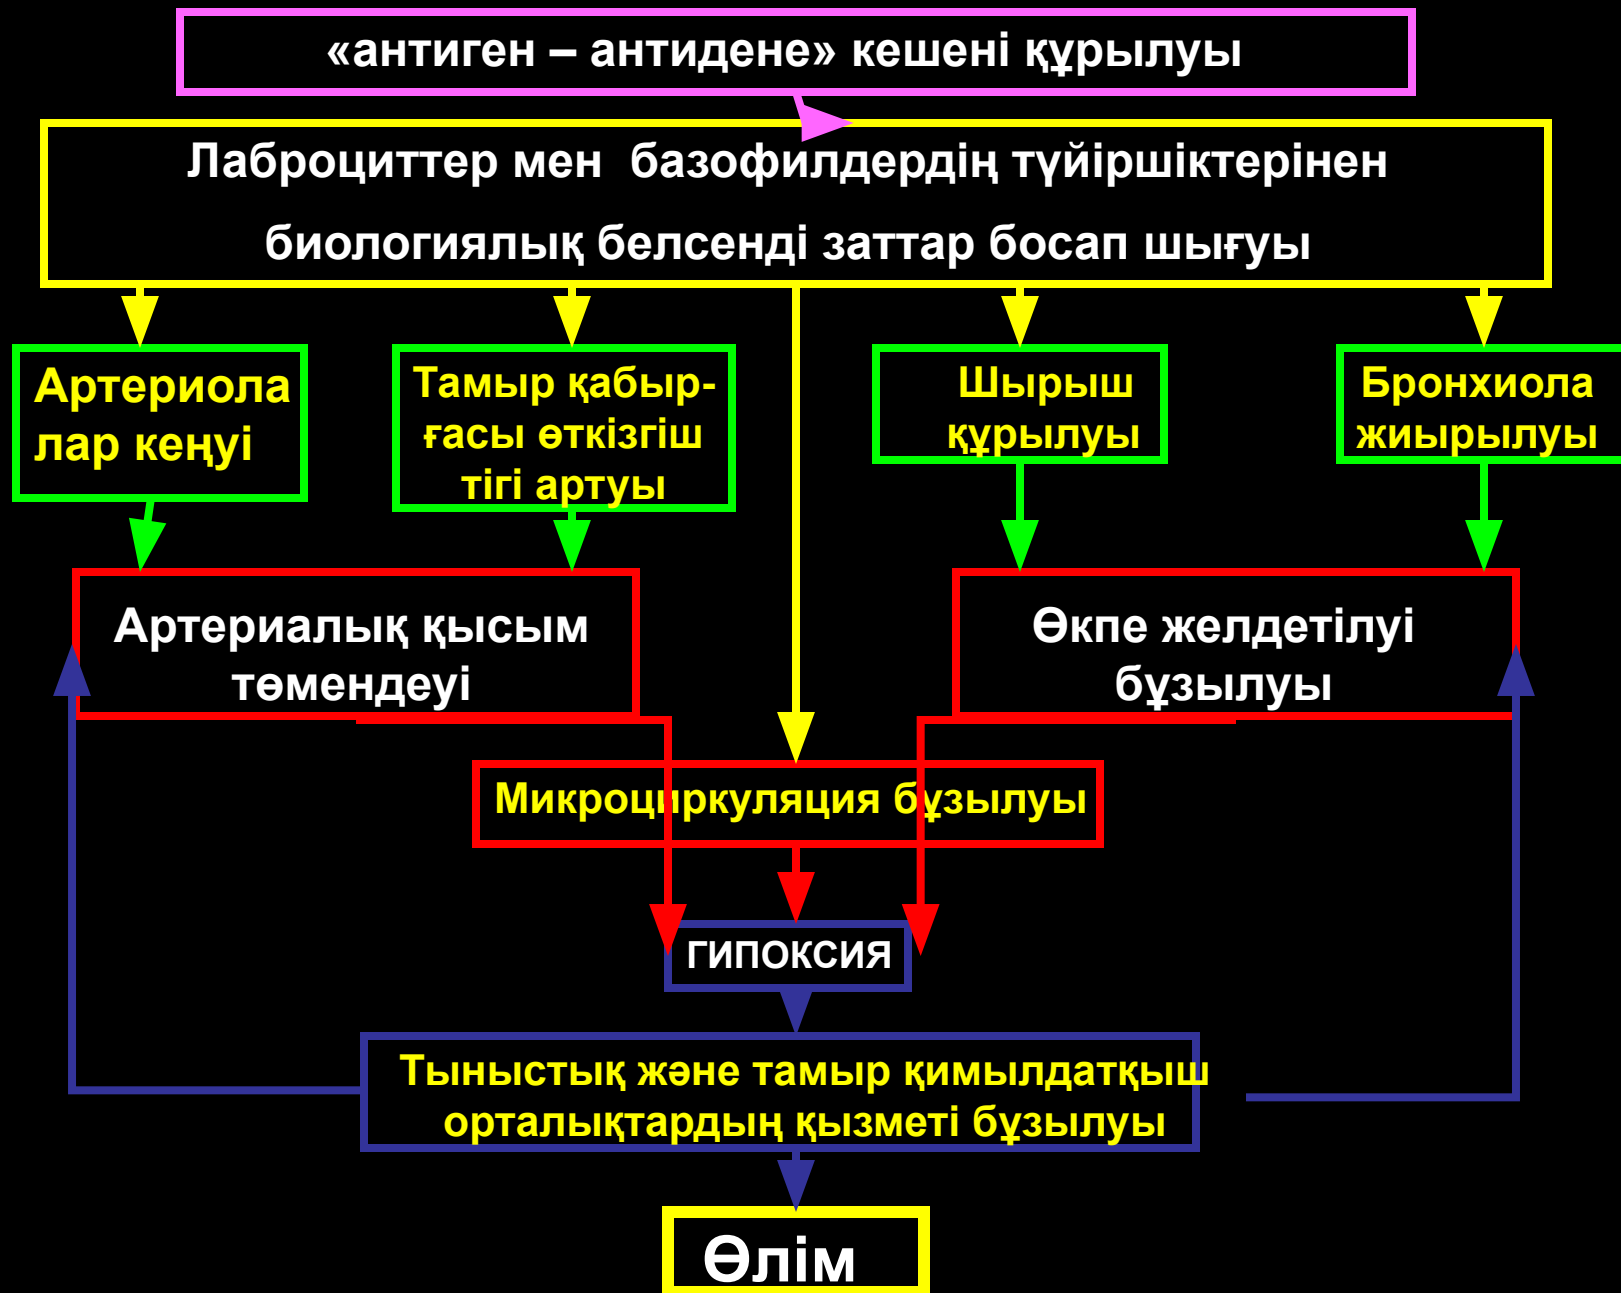 «антиген – антидене» кешені құрылуы
Лаброциттер мен базофилдердің түйіршіктерінен
биологиялық белсенді заттар босап шығуы
Артериола
лар кеңуі
Тамыр қабыр-
ғасы өткізгіш
тігі артуы
Шырыш
құрылуы
Бронхиола
жиырылуы
Артериалық қысым
төмендеуі
Өкпе желдетілуі
бұзылуы
Микроциркуляция бұзылуы
ГИПОКСИЯ
Тыныстық және тамыр қимылдатқыш
орталықтардың қызметі бұзылуы
Өлім